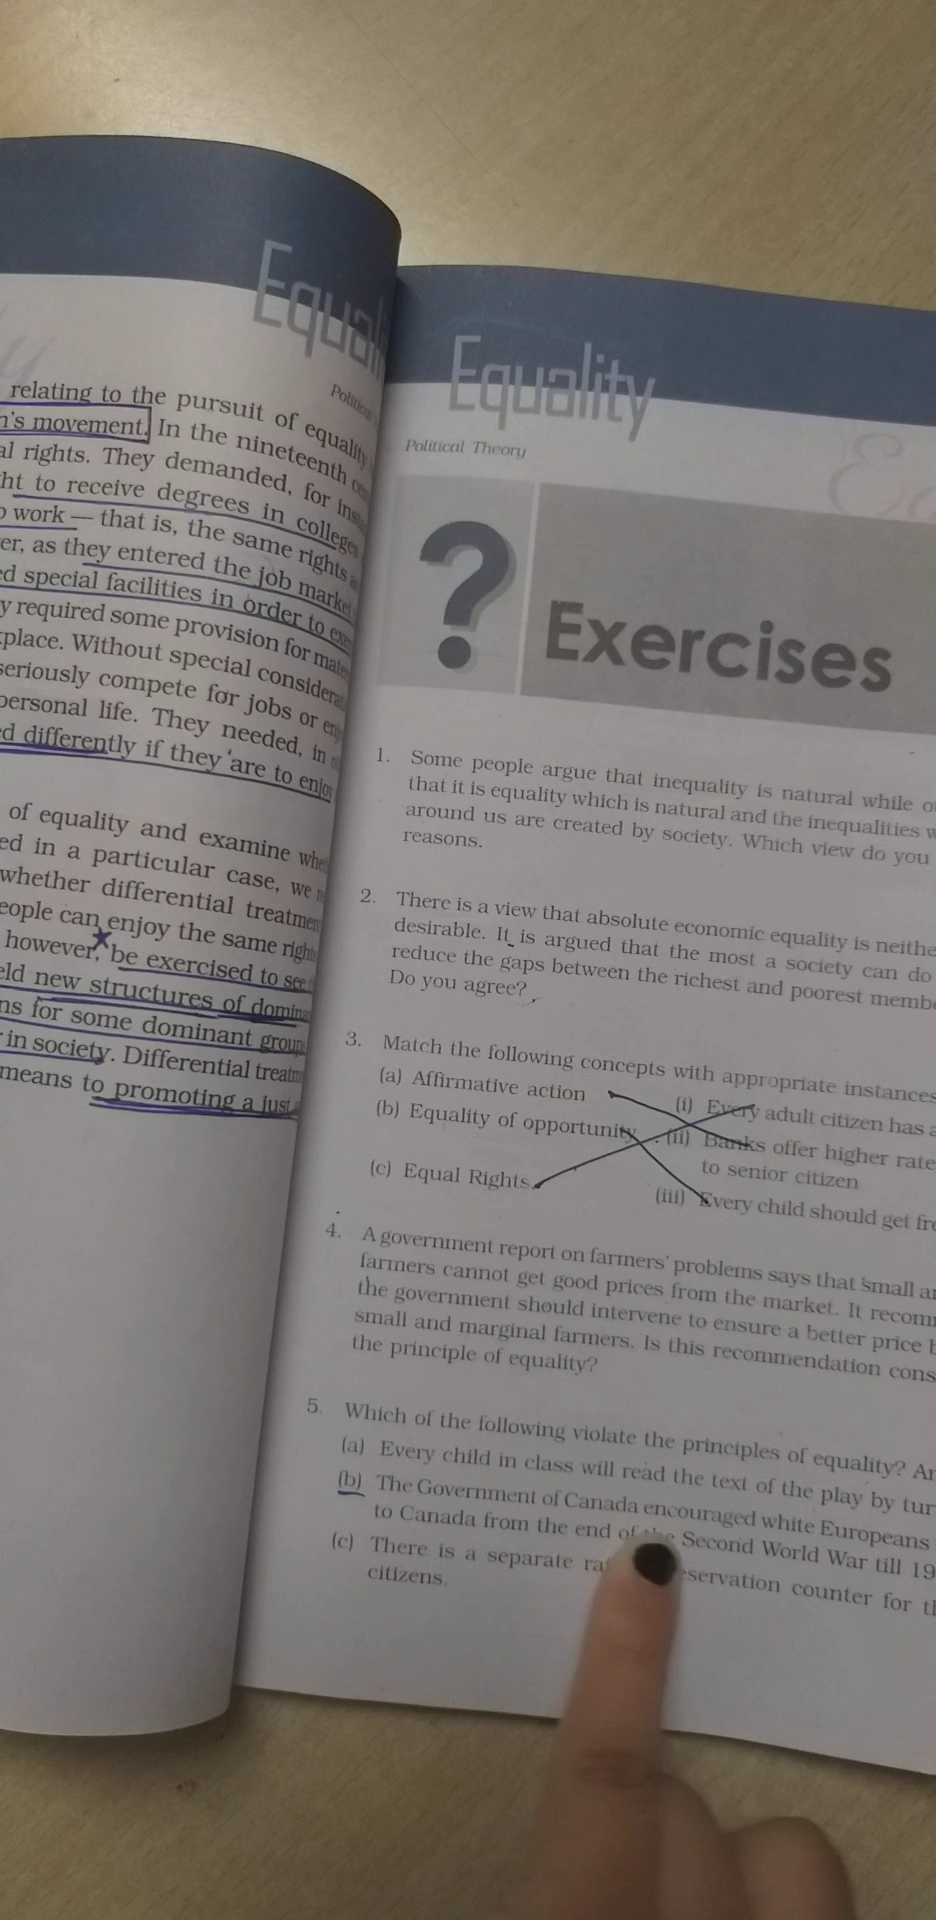 Equal
relating to the pursuit of equality
n's movement. In the nineteenth
al rights. They demanded, for
ht to receive degrees in colleges
o work — that is, the same rights
er, as they entered the job market
ed special facilities in order to
y required some provision for
place. Without special
seriously compete for jobs or
personal life. They needed, in
ed differently if they are to enjoy
of equality and examine
ed in a particular case, we
whether differential
eople can enjoy the same rights
however, be exercised to see
eld new structures of
ns for some dominant
in society. Differential
means to promoting a just
Equality
Political Theory
?
Exercises
1. Some people argue that inequality is natural while
that it is equality which is natural and the inequalities w
around us are created by society. Which view do you
reasons.
2. There is a view that absolute economic equality is neithe
desirable. It is argued that the most a society can do
reduce the gaps between the richest and poorest memb
Do you agree?
3. Match the following concepts with appropriate instances
(a) Affirmative action
(i) Every adult citizen has a
(b) Equality of opportunity
(ii) Banks offer higher rate
to senior citizen
(c) Equal Rights
(iii) Every child should get fre
4. A government report on farmers' problems says that small a
farmers cannot get good prices from the market. It recom
the government should intervene to ensure a better price b
small and marginal farmers. Is this recommendation cons
the principle of equality?
5. Which of the following violate the principles of equality? A
(a) Every child in class will read the text of the play by tur
(b) The Government of Canada encouraged white Europeans
to Canada from the end of the Second World War till 19
(c) There is a separate servation counter for
citizens.